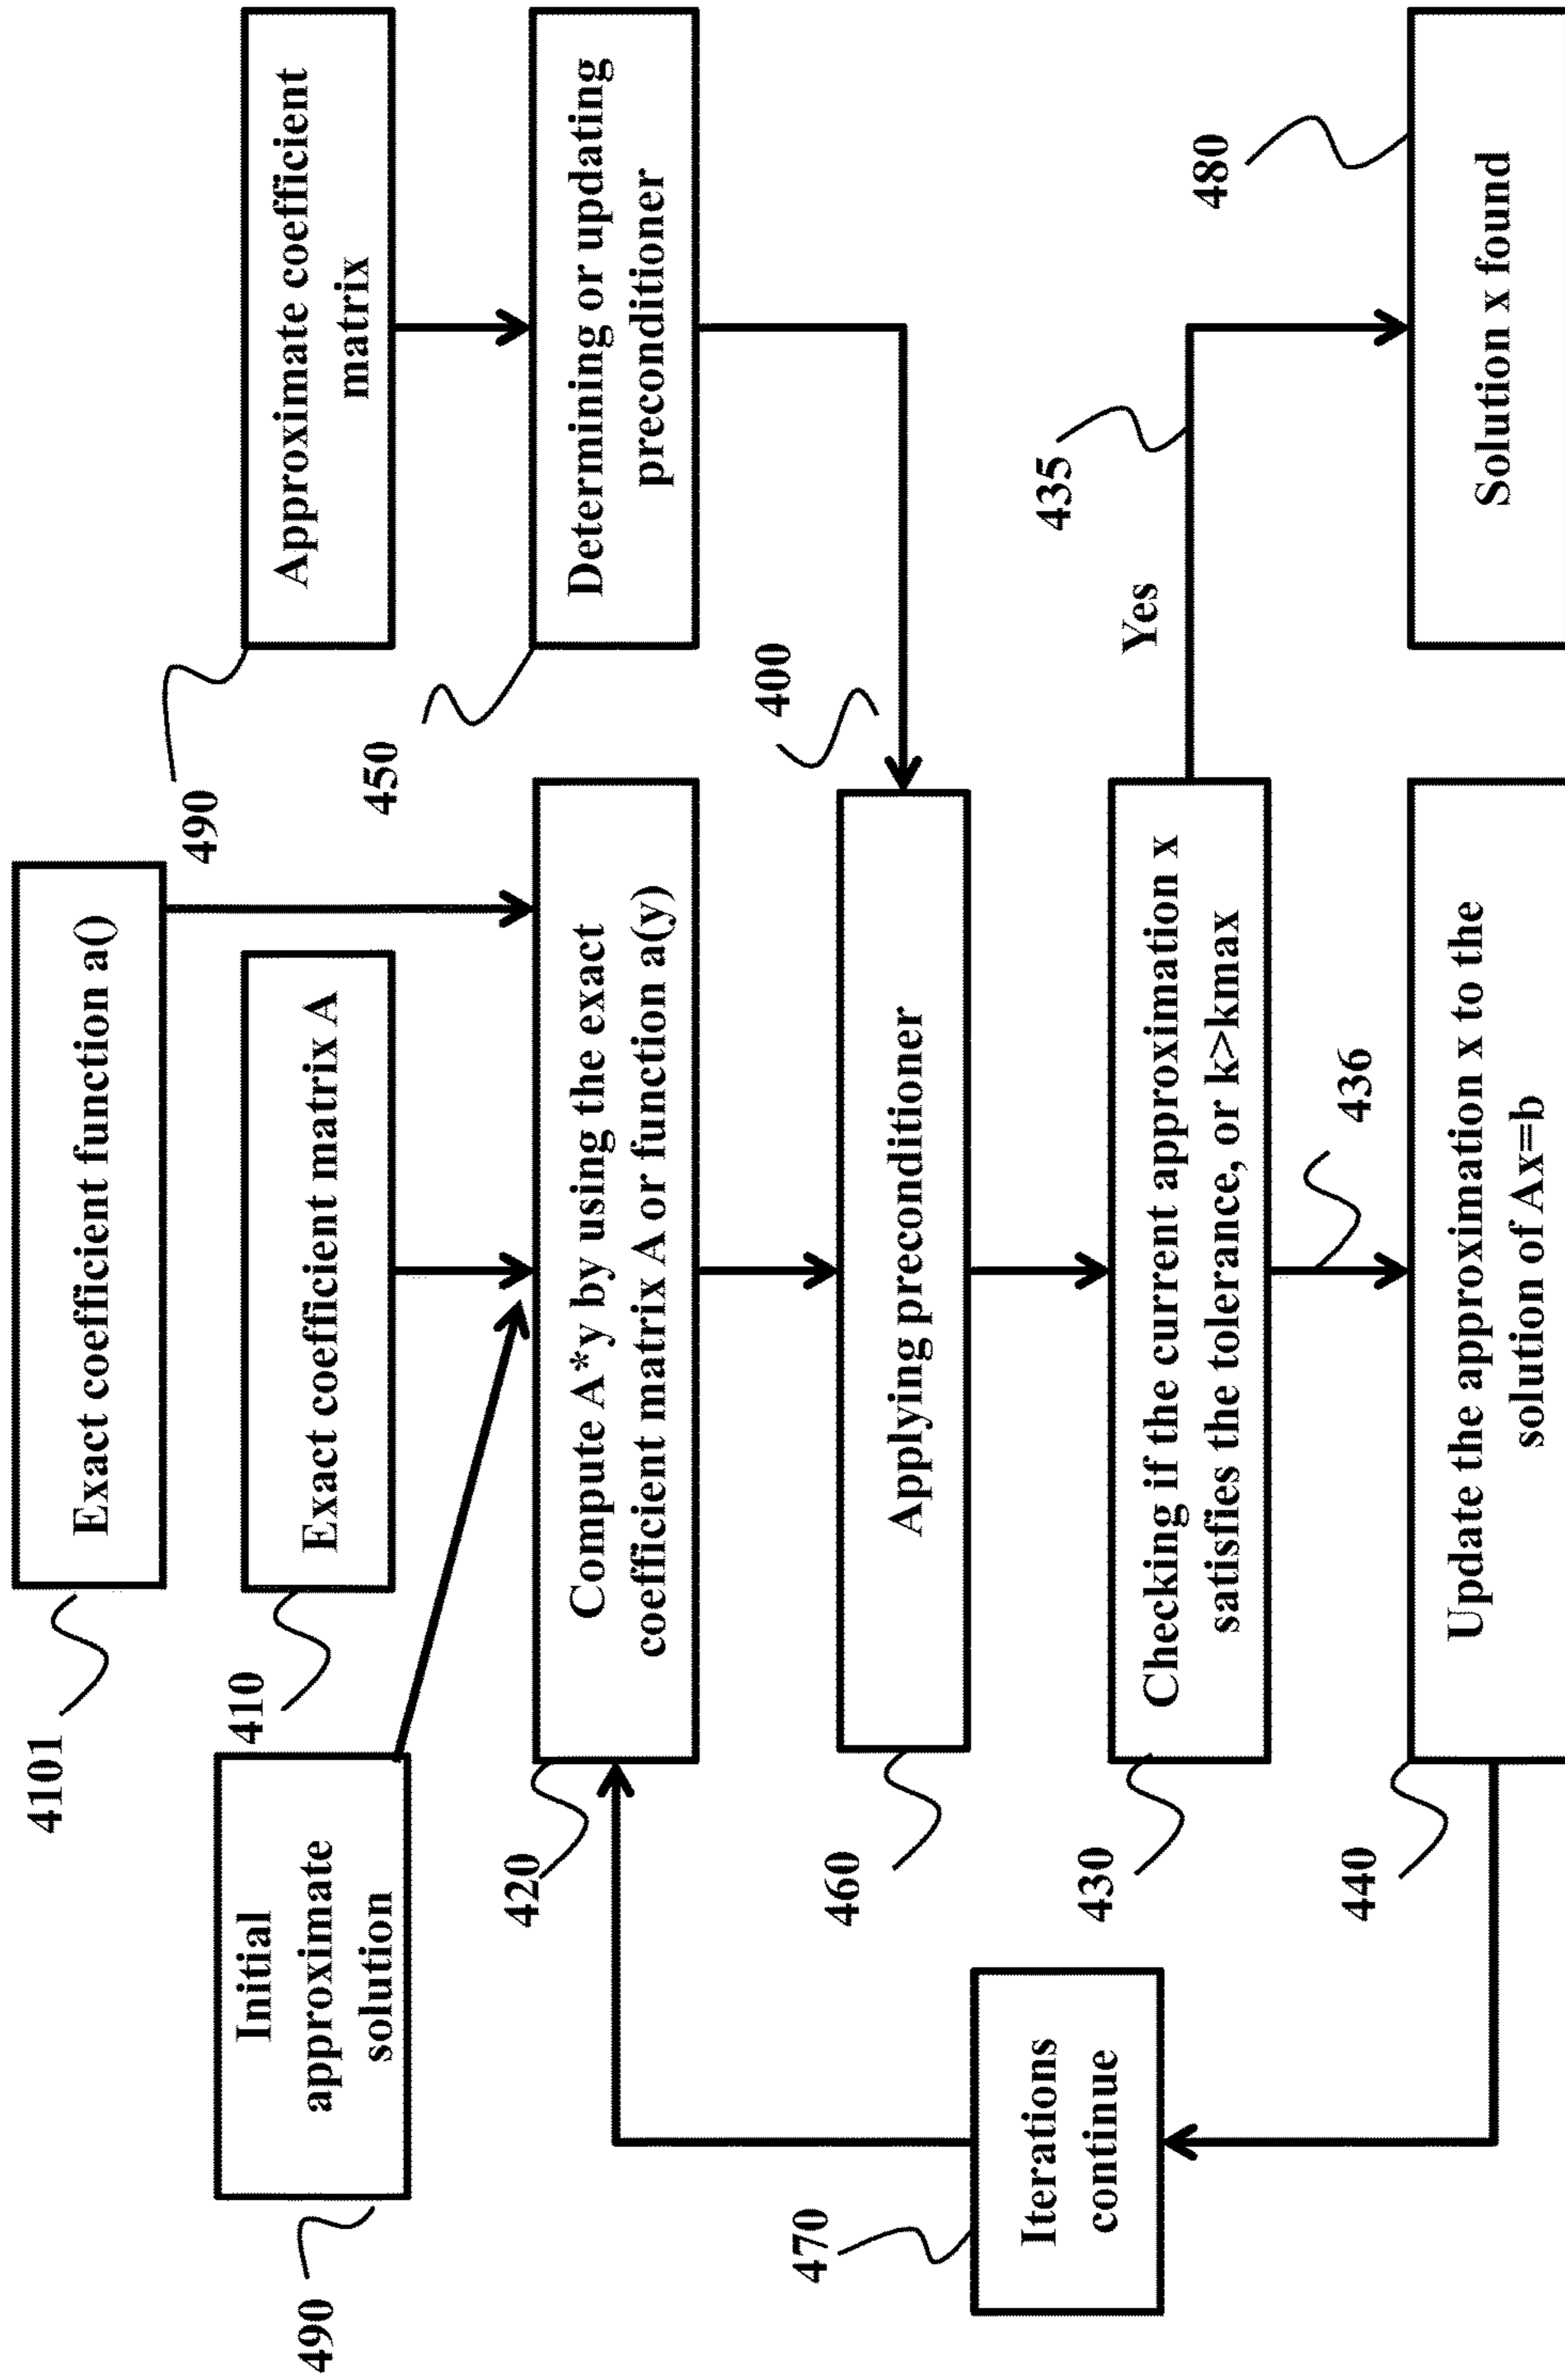 4101
Exact coefficient function a()
490
Initial
approximate
solution
410
Exact coefficient matrix A
490
Approximate coefficient
matrix
420
Compute A*y by using the exact
coefficient matrix A or function a(y)
450
Determining or updating
preconditioner
400
460
Applying preconditioner
470
Iterations
continue
430
Checking if the current approximation x
satisfies the tolerance, or k>kmax
Yes
435
436
440
Update the approximation x to the
solution of Ax=b
480
Solution x found